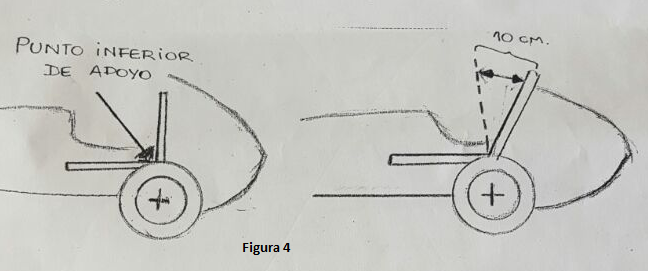 PUNTO iNFERIOR
DE APOYO
10 CM.
Figura 4